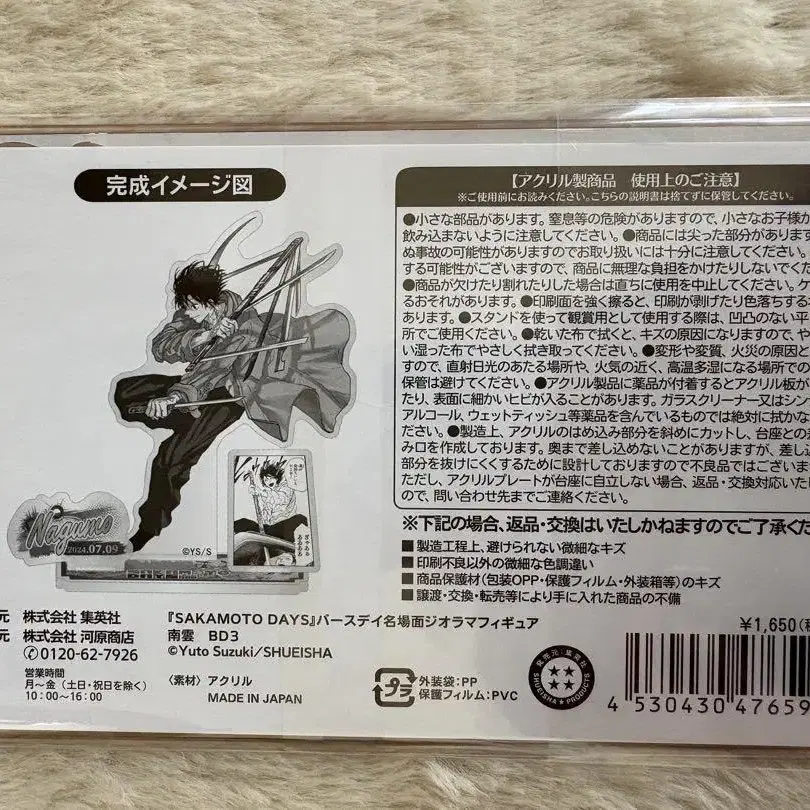 完成イメージ図
Nagumo
2024.07.09
©YS/S
【アクリル製商品　使用上のご注意】
※ご使用前にお読みください。こちらの説明書は捨てずに保管してください。
●小さな部品があります。窒息等の危険がありますので、小さなお子様が
飲み込まないように注意してください。●商品には尖った部分があります
ぬ事故の可能性がありますのでお取り扱いには十分に注意してください。
する可能性がございますので、商品に無理な負担をかけたりしないでくだ
●商品が欠けたり割れたりした場合は直ちに使用を中止してください。ケ
るおそれがあります。●印刷面を強く擦ると、印刷が剥げたり色落ちする
あります。●スタンドを使って観賞用として使用する際は、凹凸のない平
所でご使用ください。●乾いた布で拭くと、キズの原因になりますので、や
い湿った布でやさしく拭き取ってください。●変形や変質、火災の原因と
すので、直射日光のあたる場所や、火気の近く、高温多湿になる場所での
保管は避けてください。●アクリル製品に薬品が付着するとアクリル板が
たり、表面に細かいヒビが入ることがあります。ガラスクリーナー又はシン
アルコール、ウェットティッシュ等薬品を含んでいるものでは絶対に拭かな
ください。●製造上、アクリルのはめ込み部分を斜めにカットし、台座との
み口を作成しております。奥まで差し込めないことがありますが、差し込
部分を抜けにくくするために設計しておりますので不良品ではございま
ただし、アクリルプレートが台座に自立しない場合、返品・交換対応いた
ので、問い合わせ先までご連絡ください。
※下記の場合、返品・交換はいたしかねますのでご了承くだ
■製造工程上、避けられない微細なキズ
■印刷不良以外の微細な色調違い
■商品保護材(包装OPP・保護フィルム・外装箱等)のキズ
■譲渡・交換・転売等により手に入れた商品の不備
元 株式会社 集英社
元 株式会社 河原商店
0120-62-7926
営業時間
月〜金(土日・祝日を除く)
10:00〜16:00
『SAKAMOTO DAYS』バースデイ名場面ジオラマフィギュア
南雲　BD3
©Yuto Suzuki/SHUEISHA
〈素材〉アクリル
MADE IN JAPAN
プラ
外装袋:PP
保護フィルム:PVC
発売元:集英社
SHUEISHA PRODUCTS
¥1,650(税
4 530430 47659